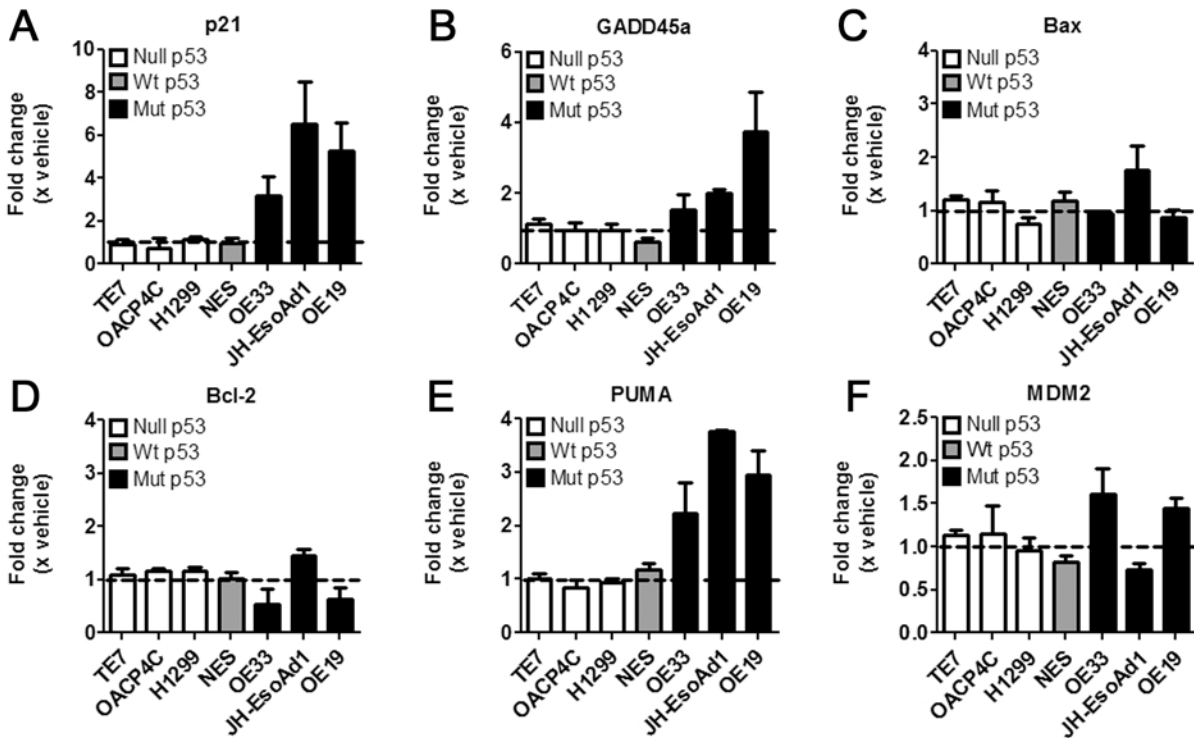 A
p21
Fold change
(x vehicle)
10
8
6
4
2
0
Null p53
Wt p53
Mut p53
TE7
OACP4C
H1299
NES
OE33
JH-EsoAd1
OE19
B
GADD45a
Fold change
(x vehicle)
6
4
2
0
Null p53
Wt p53
Mut p53
TE7
OACP4C
H1299
NES
OE33
JH-EsoAd1
OE19
C
Bax
Fold change
(x vehicle)
4
3
2
1
0
Null p53
Wt p53
Mut p53
TE7
OACP4C
H1299
NES
OE33
JH-EsoAd1
OE19
D
Bcl-2
Fold change
(x vehicle)
4
3
2
1
0
Null p53
Wt p53
Mut p53
TE7
OACP4C
H1299
NES
OE33
JH-EsoAd1
OE19
E
PUMA
Fold change
(x vehicle)
4
3
2
1
0
Null p53
Wt p53
Mut p53
TE7
OACP4C
H1299
NES
OE33
JH-EsoAd1
OE19
F
MDM2
Fold change
(x vehicle)
2.5
2.0
1.5
1.0
0.5
0.0
Null p53
Wt p53
Mut p53
TE7
OACP4C
H1299
NES
OE33
JH-EsoAd1
OE19